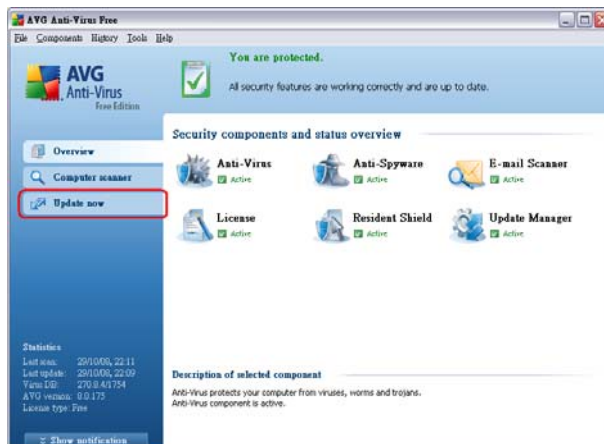 AVG Anti-Virus Free
File Components History Tools Help
AVG
Anti-Virus
Free Edition
You are protected.
All security features are working correctly and are up to date.
Overview
Computer scanner
Update now
Security components and status overview
Anti-Virus
Active
Anti-Spyware
Active
E-mail Scanner
Active
License
Active
Resident Shield
Active
Update Manager
Active
Statistics
Last scan: 29/10/08, 22:11
Last update: 29/10/08, 22:09
Virus DB: 270.8.4/1754
AVG version: 8.0.175
License type: Free
Show notification
Description of selected component
Anti-Virus protects your computer from viruses, worms and trojans.
Anti-Virus component is active.